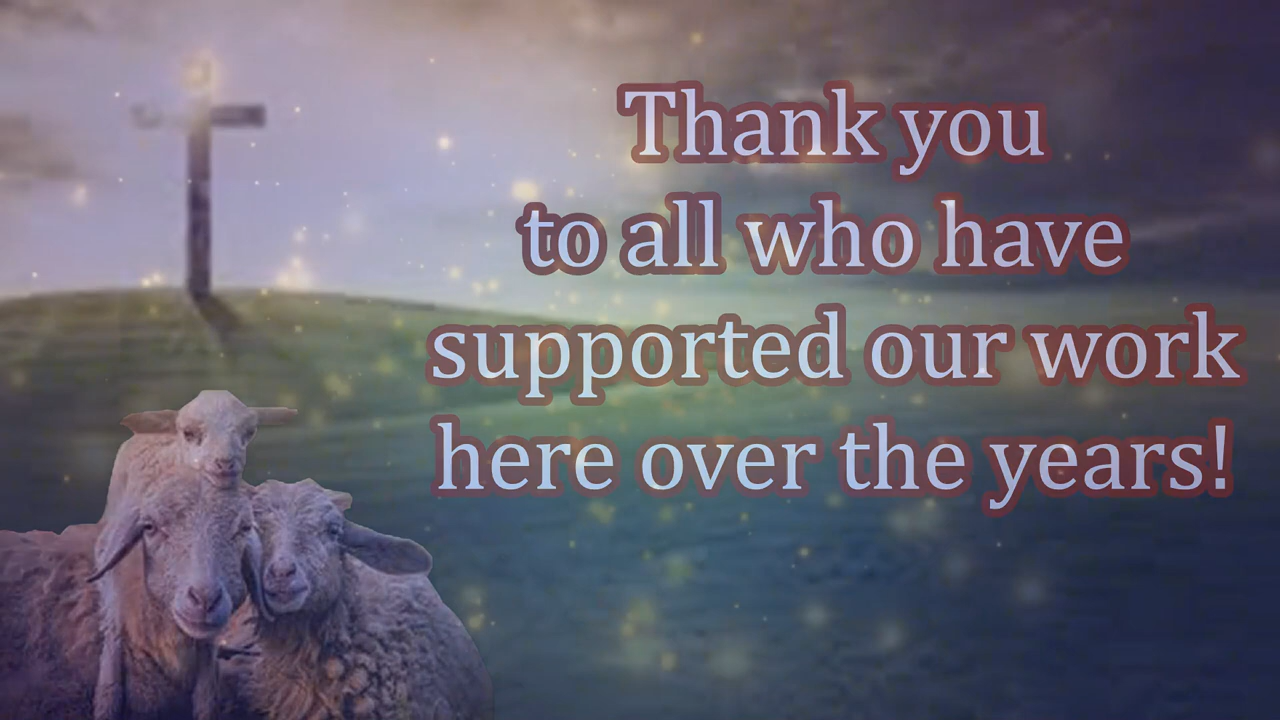 Thank you
to all who have
supported our work
here over the years!